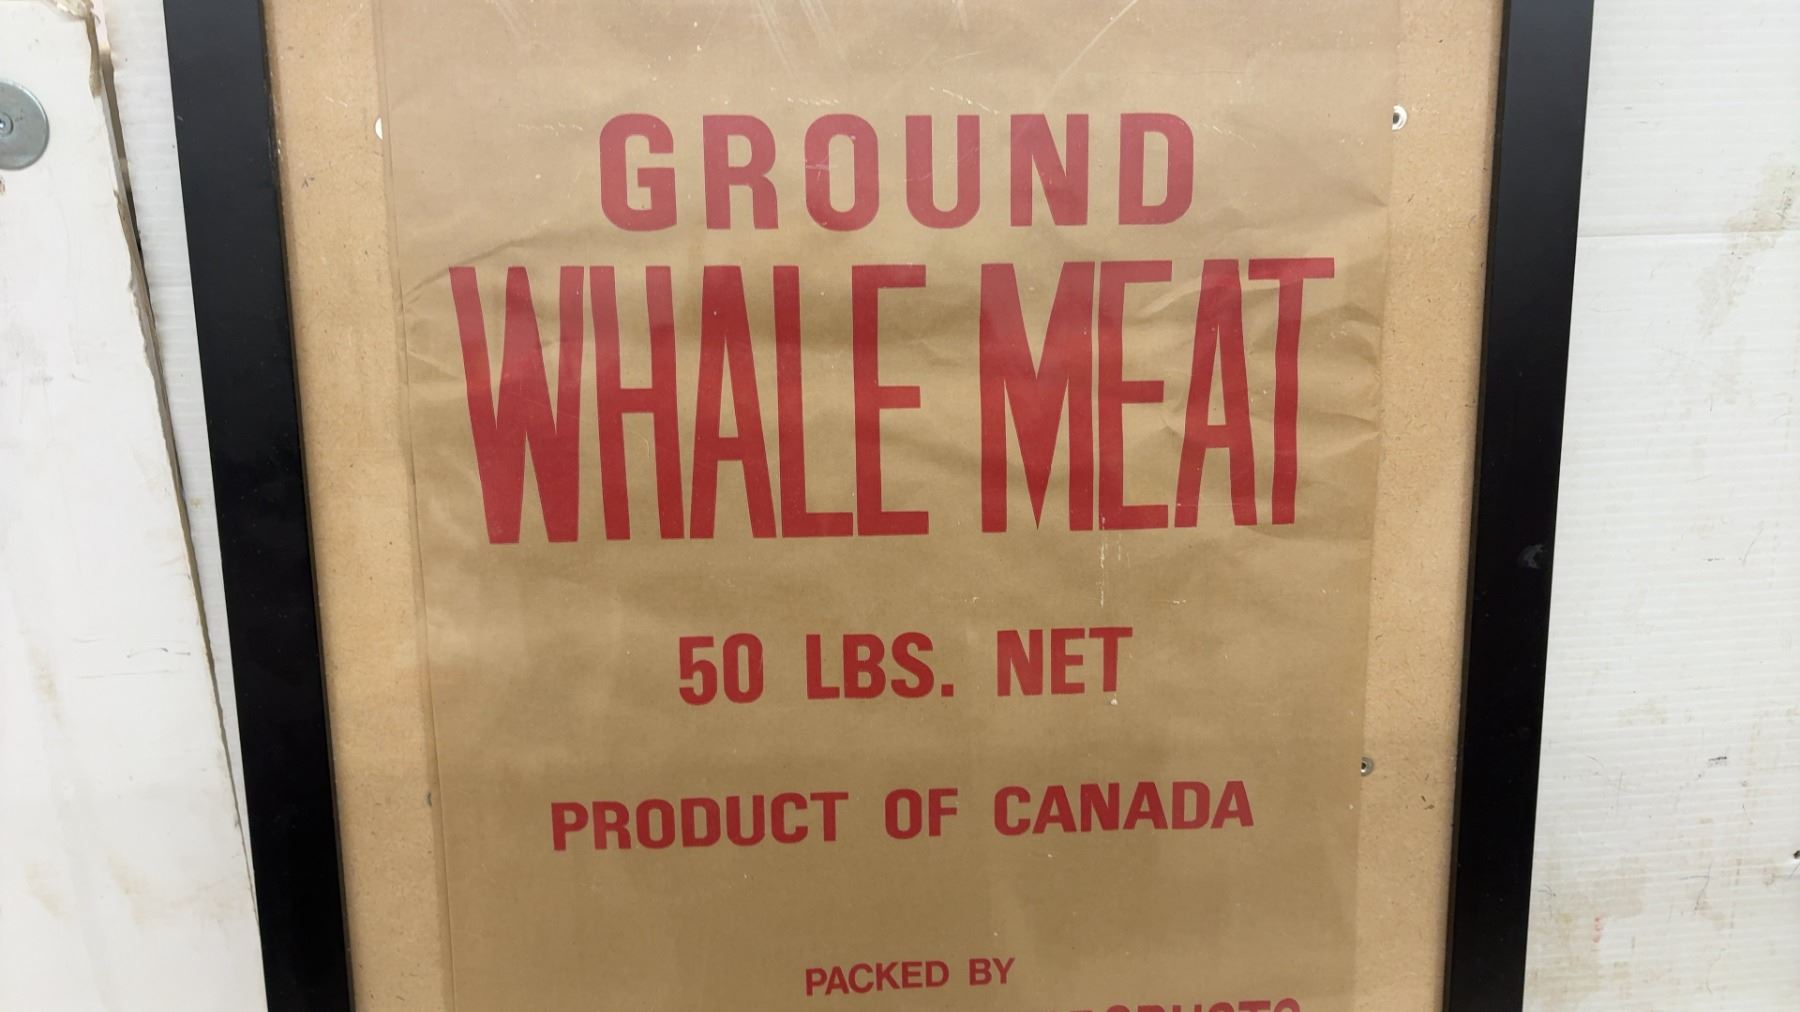 GROUND
WHALE MEAT
50 LBS. NET
PRODUCT OF CANADA
PACKED BY